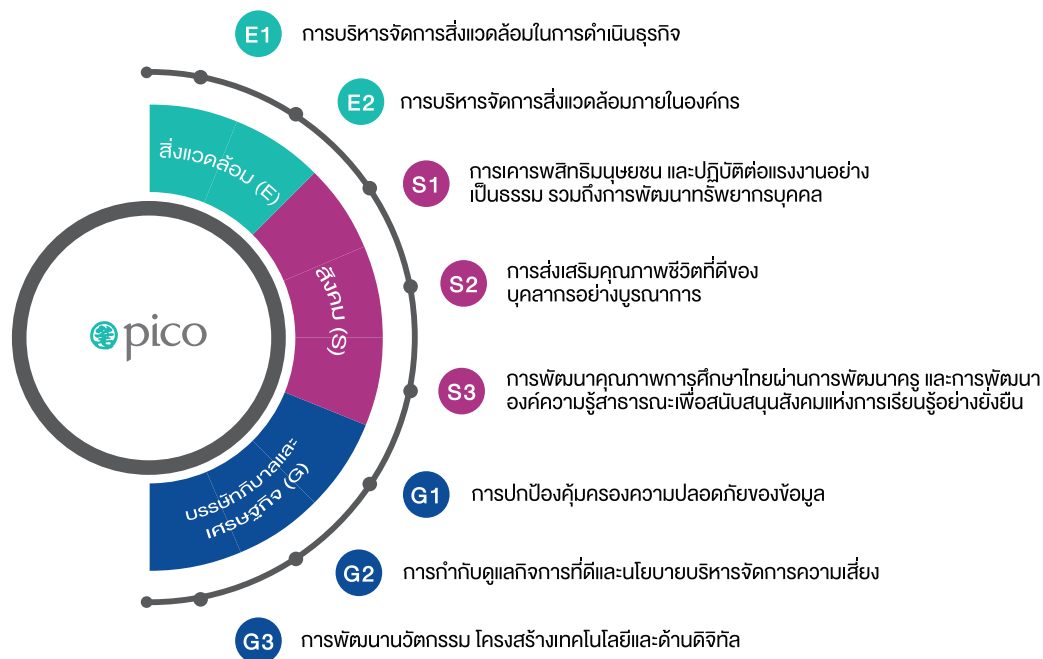 E1 การบริหารจัดการสิ่งแวดล้อมในการดำเนินธุรกิจ
E2 การบริหารจัดการสิ่งแวดล้อมภายในองค์กร
สิ่งแวดล้อม (E)
S1 การเคารพสิทธิมนุษยชน และปฏิบัติต่อแรงงานอย่าง
เป็นธรรม รวมถึงการพัฒนาทรัพยากรบุคคล
สังคม (S)
S2 การส่งเสริมคุณภาพชีวิตที่ดีของ
บุคลากรอย่างบูรณาการ
pico
S3 การพัฒนาคุณภาพการศึกษาไทยผ่านการพัฒนาครู และการพัฒนา
องค์ความรู้สาธารณะเพื่อสนับสนุนสังคมแห่งการเรียนรู้อย่างยั่งยืน
บรรษัทภิบาลและ
เศรษฐกิจ (G)
G1 การปกป้องคุ้มครองความปลอดภัยของข้อมูล
G2 การกำกับดูแลกิจการที่ดีและนโยบายบริหารจัดการความเสี่ยง
G3 การพัฒนานวัตกรรม โครงสร้างเทคโนโลยีและด้านดิจิทัล